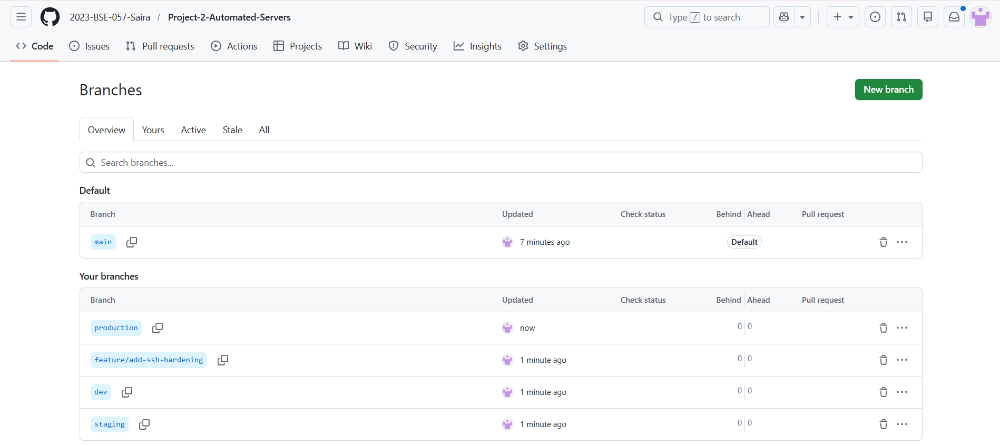 2023-BSE-057-Saira / Project-2-Automated-Servers Type / to search
Code Issues Pull requests Actions Projects Wiki Security Insights Settings
Branches New branch
Overview Yours Active Stale All
Search branches...
Default
Branch Updated Check status Behind Ahead Pull request
main 7 minutes ago Default
Your branches
Branch Updated Check status Behind Ahead Pull request
production now 0 0
feature/add-ssh-hardening 1 minute ago 0 0
dev 1 minute ago 0 0
staging 1 minute ago 0 0